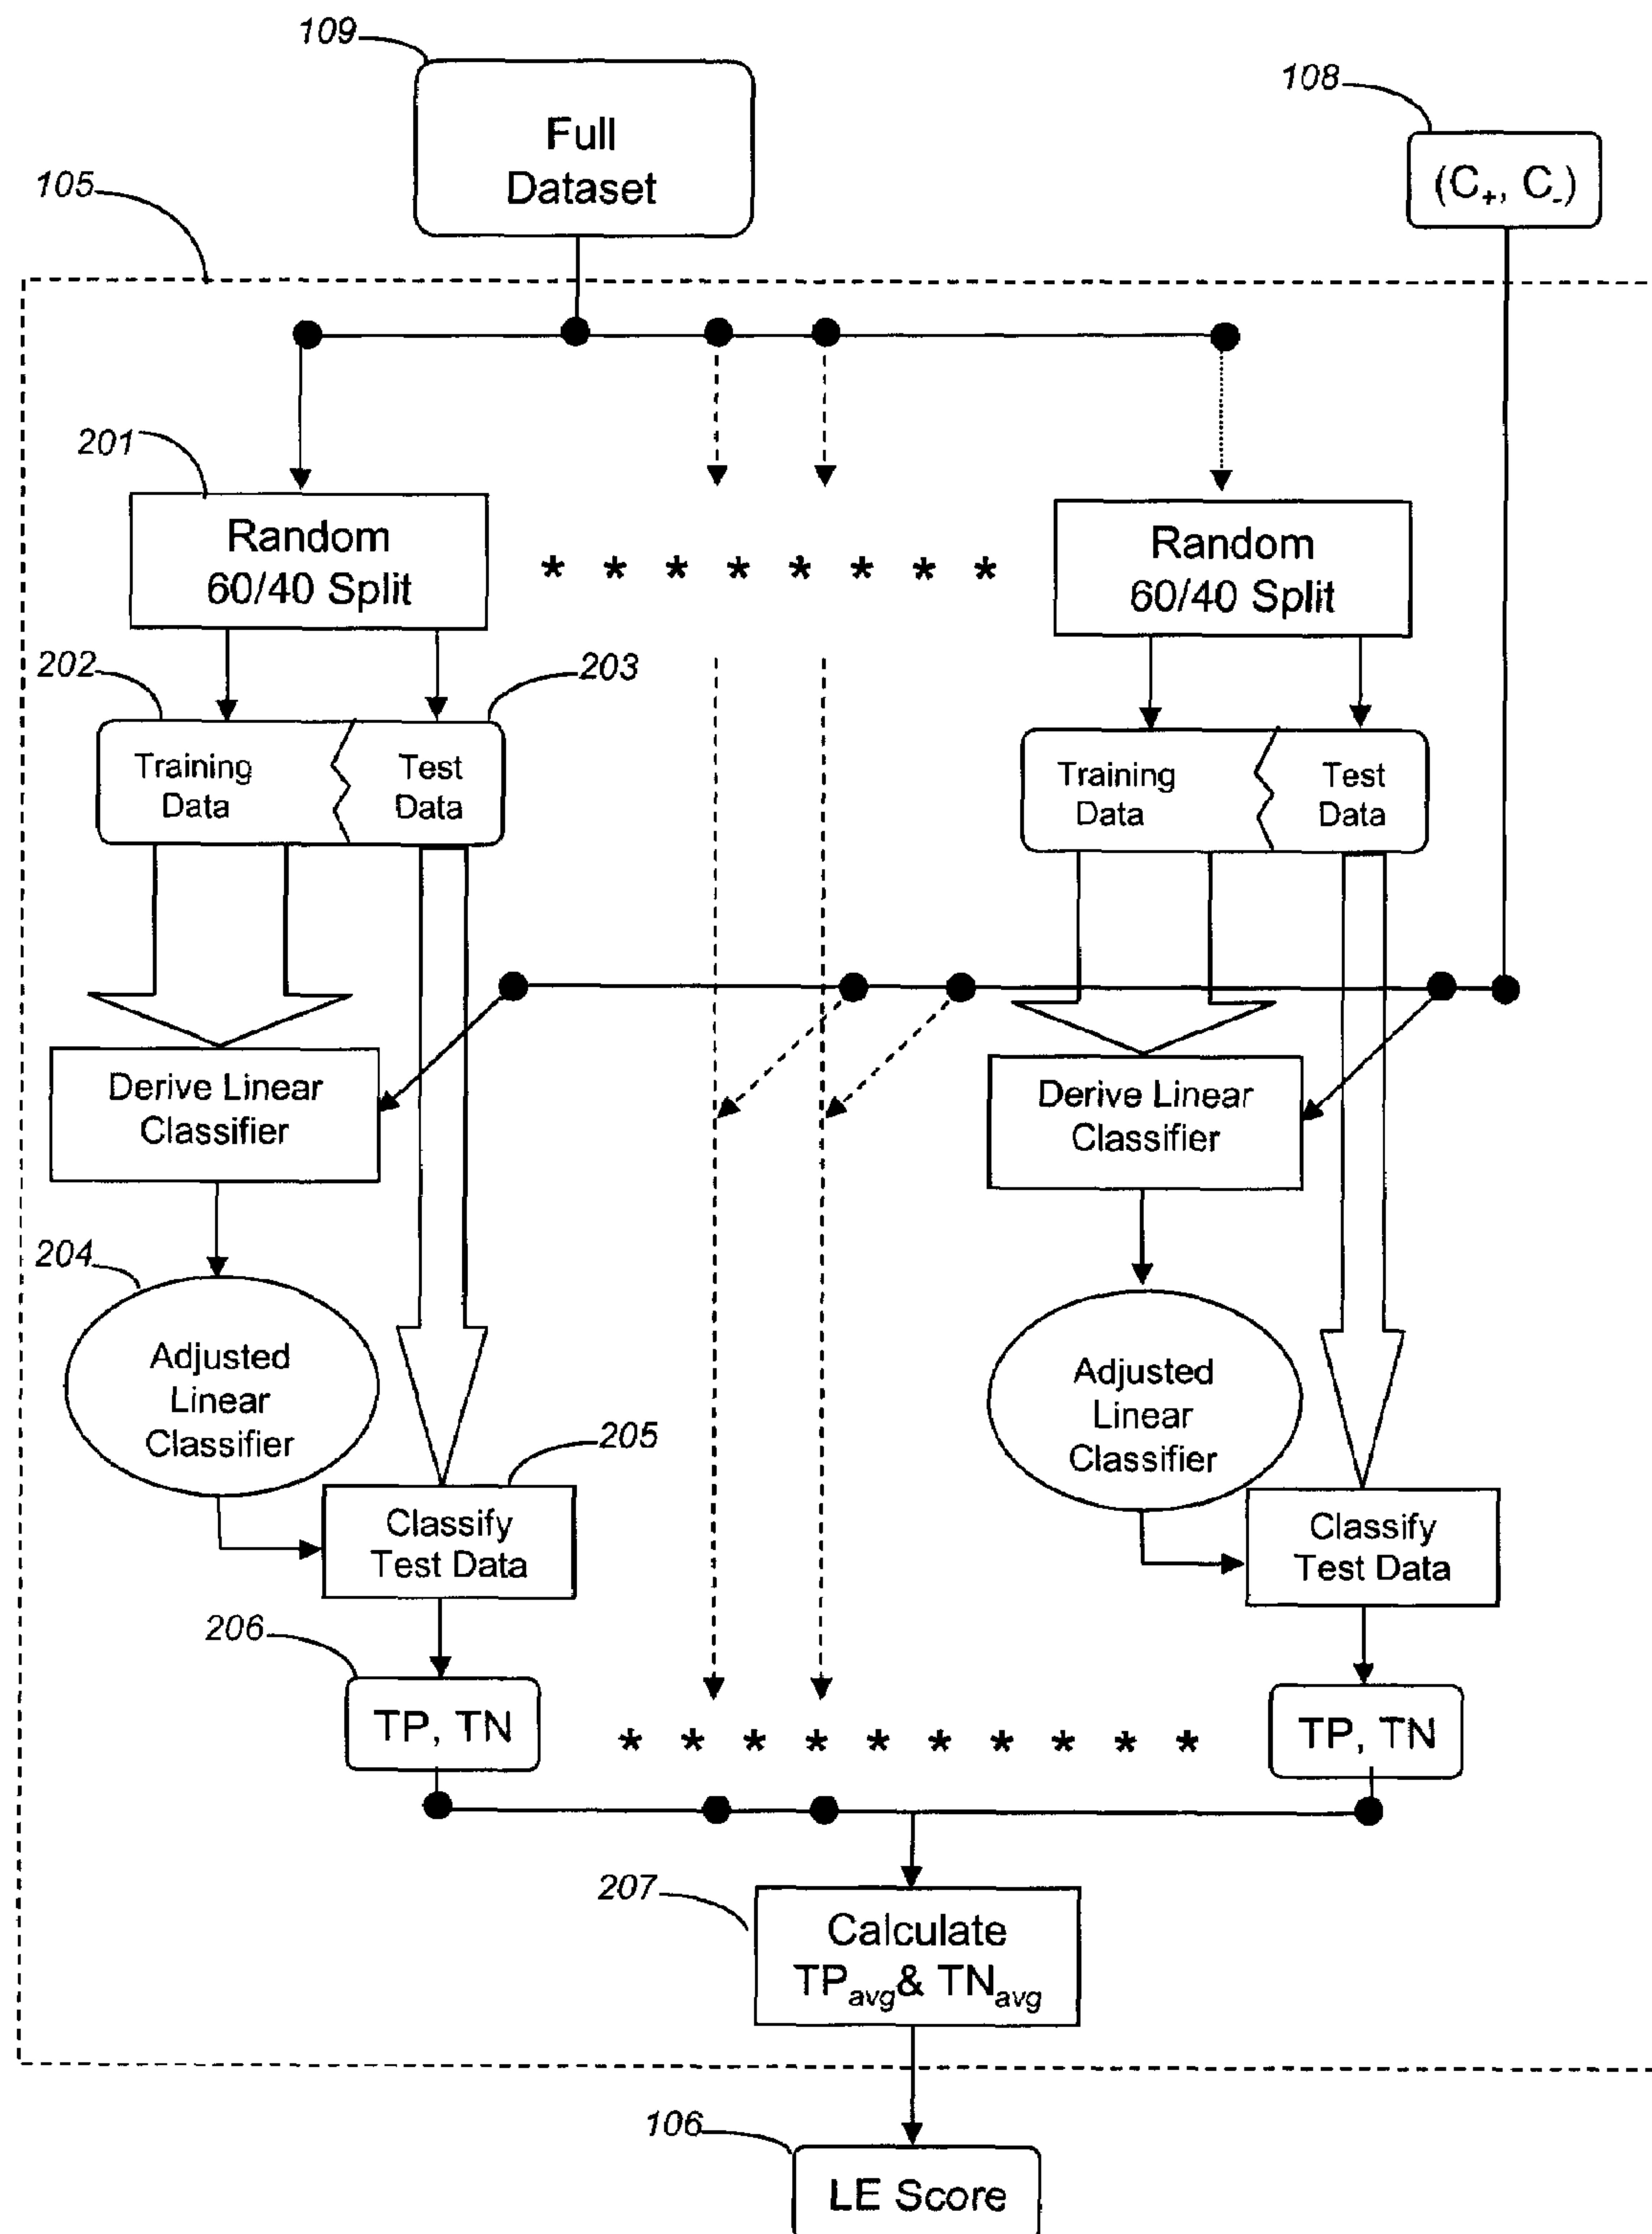 109
Full
Dataset
108
(C+, C-)
105
201
Random
60/40 Split
* * * * * * * *
Random
60/40 Split
202
203
Training
Data
Test
Data
Training
Data
Test
Data
Derive Linear
Classifier
Derive Linear
Classifier
204
Adjusted
Linear
Classifier
Adjusted
Linear
Classifier
205
Classify
Test Data
Classify
Test Data
206
TP, TN
* * * * * * * * * *
TP, TN
207
Calculate
TPavg& TNavg
106
LE Score